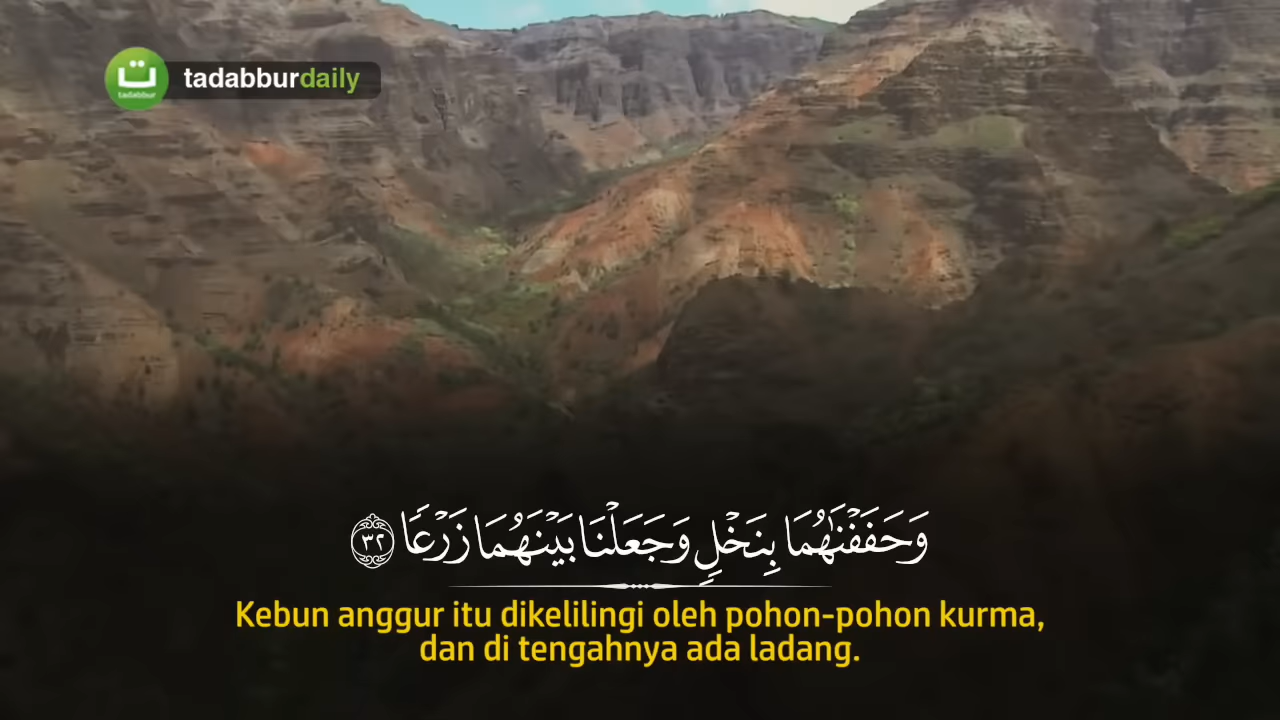 tadabbur
tadabburdaily
وَحَفَفْنَٰهُمَا بِنَخْلٍ وَجَعَلْنَا بَيْنَهُمَا زَرْعًا ٣٢
Kebun anggur itu dikelilingi oleh pohon-pohon kurma,
dan di tengahnya ada ladang.